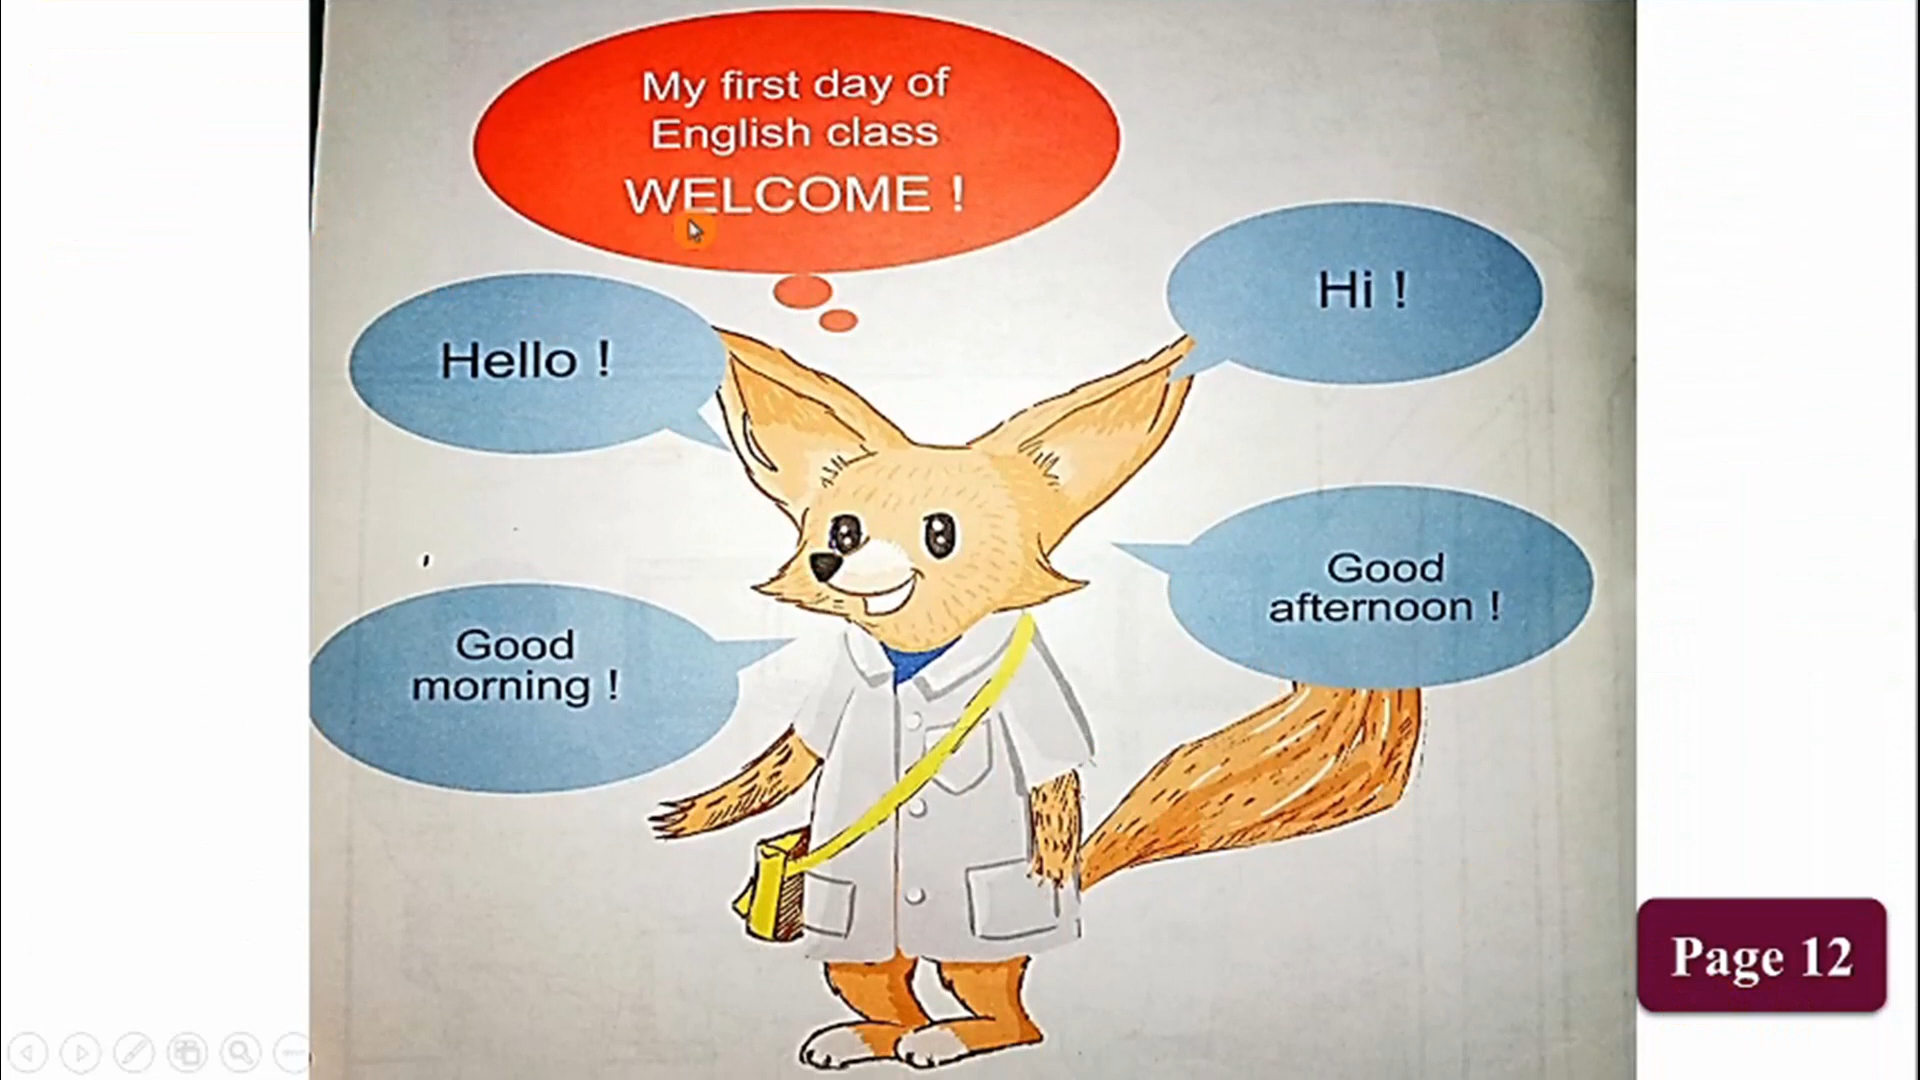 My first day of
English class
WELCOME !
Hi !
Hello !
Good
afternoon !
Good
morning !
Page 12